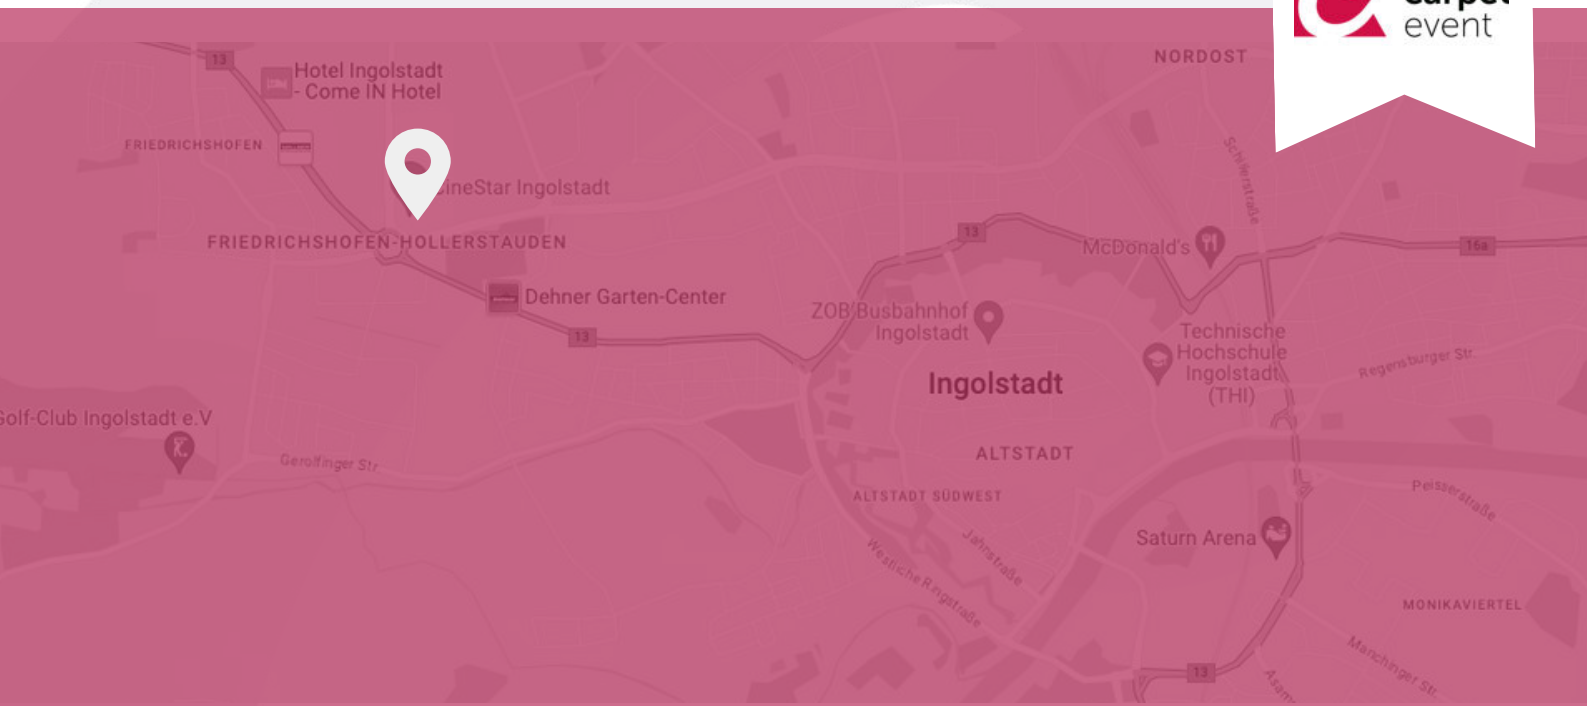 event
NORDOST
13
Hotel Ingolstadt
- Come IN Hotel
FRIEDRICHSHOFEN
Schillerstraße
ineStar Ingolstadt
FRIEDRICHSHOFEN-HOLLERSTAUDEN
13
McDonald's
16a
Dehner Garten-Center
ZOB Busbahnhof
Ingolstadt
13
Technische
Hochschule
Ingolstadt
(THI)
Regensburger Str.
Ingolstadt
Golf-Club Ingolstadt e.V
Gerolfinger Str.
ALTSTADT
ALTSTADT SÜDWEST
Peisserstraße
Saturn Arena
Jahnstraße
Westliche Ringstraße
MONIKAVIERTEL
Manchinger Str.
13
Asam